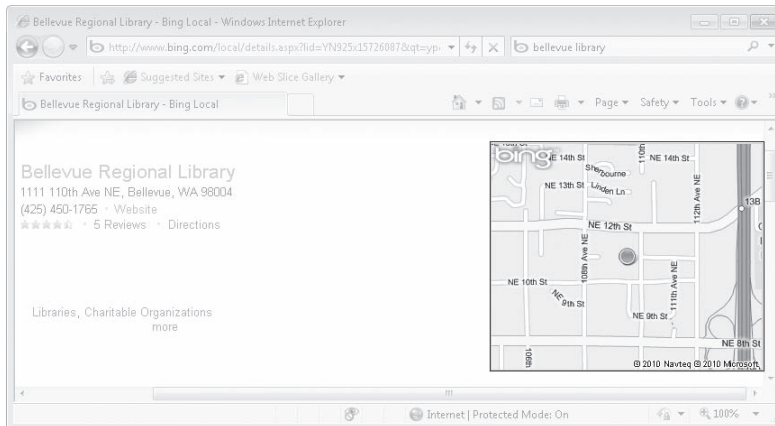 Bellevue Regional Library - Bing Local - Windows Internet Explorer
http://www.bing.com/local/details.aspx?lid=YN925x15726087&qt=yp
bellevue library
Favorites Suggested Sites Web Slice Gallery
Bellevue Regional Library - Bing Local
Page Safety Tools
Bellevue Regional Library
1111 110th Ave NE, Bellevue, WA 98004
(425) 450-1765 · Website
· 5 Reviews · Directions
Libraries, Charitable Organizations
more
bing
NE 14th St
110th
NE 14th St
Sherbourne
NE 13th St
Linden Ln
112th Ave NE
13B
NE 12th St
108th Ave NE
NE 10th St
NE 9th St
111th Ave NE
NE 9th St
NE 8th St
106th
© 2010 Navteq © 2010 Microsoft
Internet | Protected Mode: On
100%